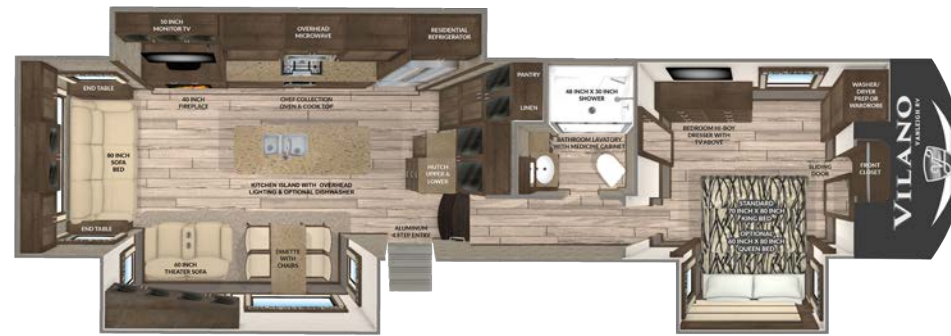 50 INCH
MONITOR TV
OVERHEAD
MICROWAVE
RESIDENTIAL
REFRIGERATOR
END TABLE
40 INCH
FIREPLACE
CHEF COLLECTION
OVEN & COOK TOP
PANTRY
LINEN
48 INCH X 30 INCH
SHOWER
WASHER/
DRYER
PREP OR
WARDROBE
80 INCH
SOFA
BED
BATHROOM LAVATORY
WITH MEDICINE CABINET
BEDROOM HI-BOY
DRESSER WITH
TV ABOVE
HUTCH
UPPER &
LOWER
SLIDING
DOOR
FRONT
CLOSET
VILANO
VANLEIGH RV
KITCHEN ISLAND WITH OVERHEAD
LIGHTING & OPTIONAL DISHWASHER
STANDARD
70 INCH X 80 INCH
KING BED
OPTIONAL
60 INCH X 80 INCH
QUEEN BED
END TABLE
ALUMINUM
4 STEP ENTRY
60 INCH
THEATER SOFA
DINETTE
WITH
CHAIRS